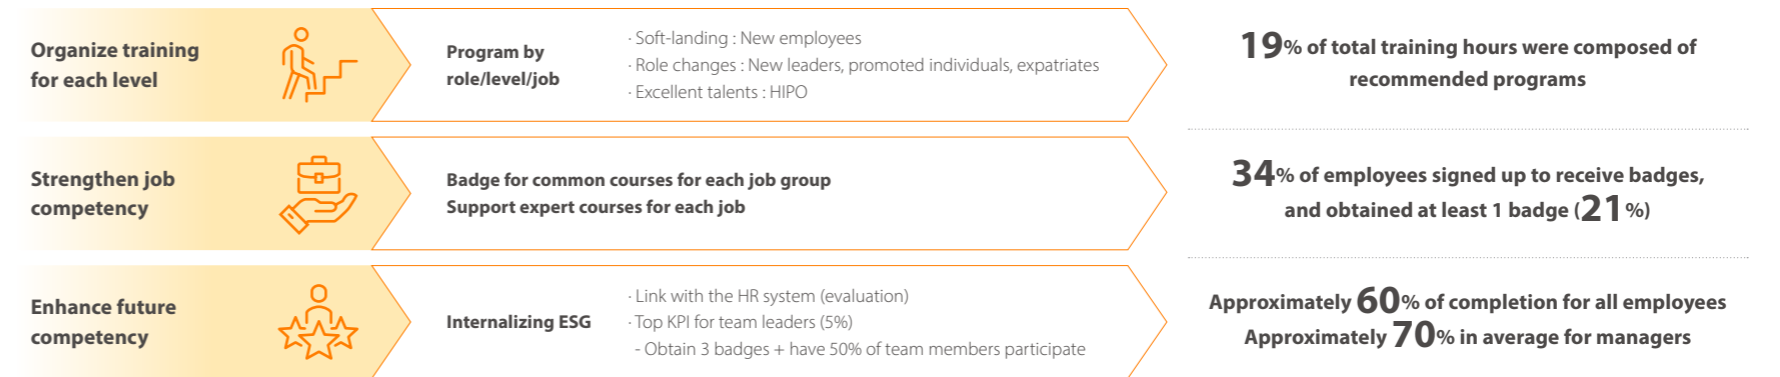 Organize training
for each level
Program by
role/level/job
· Soft-landing : New employees
· Role changes : New leaders, promoted individuals, expatriates
· Excellent talents : HIPO
19% of total training hours were composed of
recommended programs
Strengthen job
competency
Badge for common courses for each job group
Support expert courses for each job
34% of employees signed up to receive badges,
and obtained at least 1 badge (21%)
Enhance future
competency
Internalizing ESG
· Link with the HR system (evaluation)
· Top KPI for team leaders (5%)
- Obtain 3 badges + have 50% of team members participate
Approximately 60% of completion for all employees
Approximately 70% in average for managers